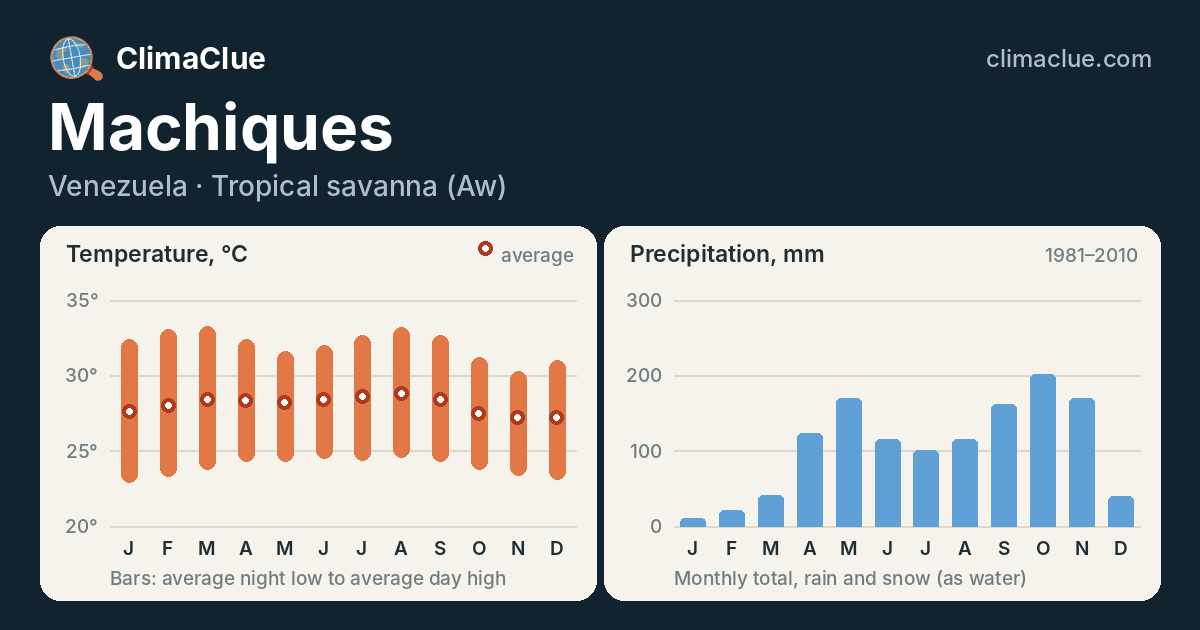 ClimaClue
climaclue.com
Machiques
Venezuela · Tropical savanna (Aw)
Temperature, °C
average
35°
30°
25°
20°
J F M A M J J A S O N D
Bars: average night low to average day high
Precipitation, mm
1981–2010
300
200
100
0
J F M A M J J A S O N D
Monthly total, rain and snow (as water)